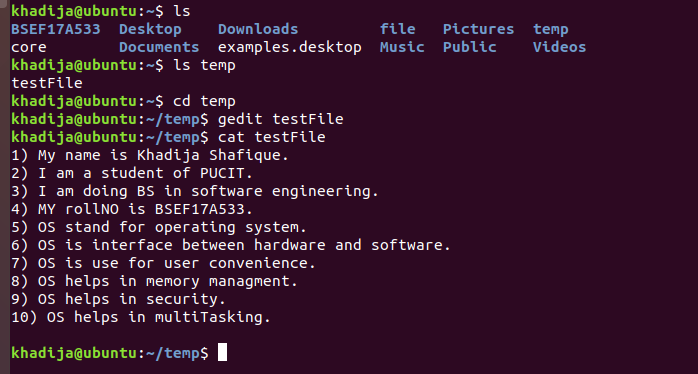 khadija@ubuntu:~$ ls
BSEF17A533 Desktop Downloads file Pictures temp
core Documents examples.desktop Music Public Videos
khadija@ubuntu:~$ ls temp
testFile
khadija@ubuntu:~$ cd temp
khadija@ubuntu:~/temp$ gedit testFile
khadija@ubuntu:~/temp$ cat testFile
1) My name is Khadija Shafique.
2) I am a student of PUCIT.
3) I am doing BS in software engineering.
4) MY rollNO is BSEF17A533.
5) OS stand for operating system.
6) OS is interface between hardware and software.
7) OS is use for user convenience.
8) OS helps in memory managment.
9) OS helps in security.
10) OS helps in multiTasking.
khadija@ubuntu:~/temp$